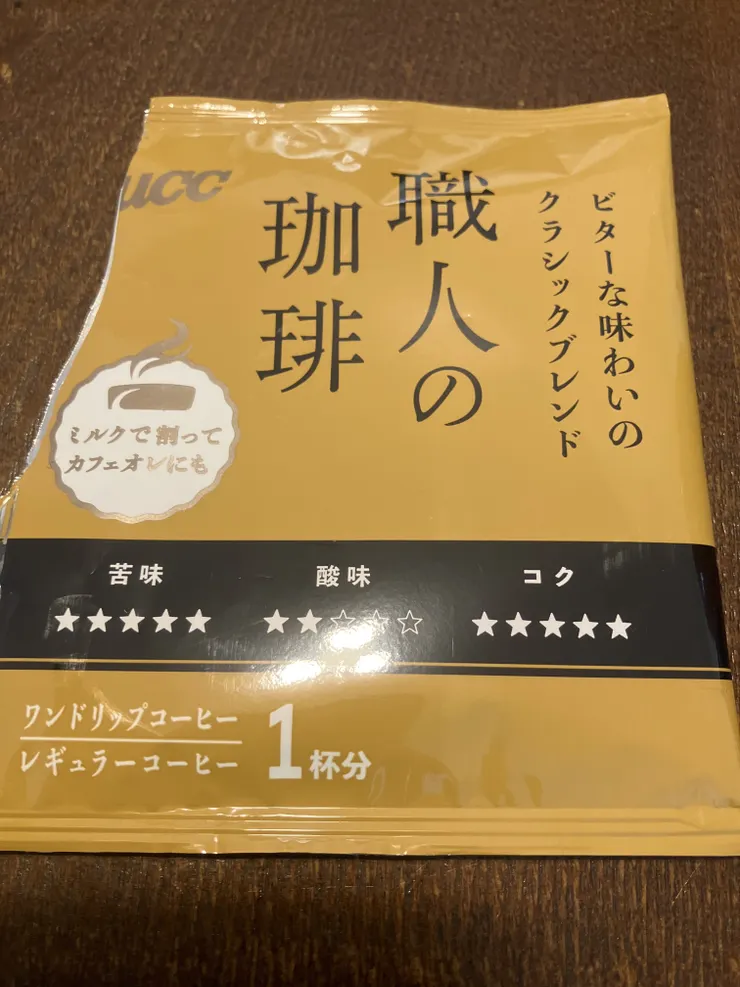 ucc
ビターな味わいの
クラシックブレンド
職人の
珈琲
ミルクで割って
カフェオレにも
苦味
★★★★★
酸味
★★☆☆☆
コク
★★★★★
ワンドリップコーヒー
レギュラーコーヒー
1杯分